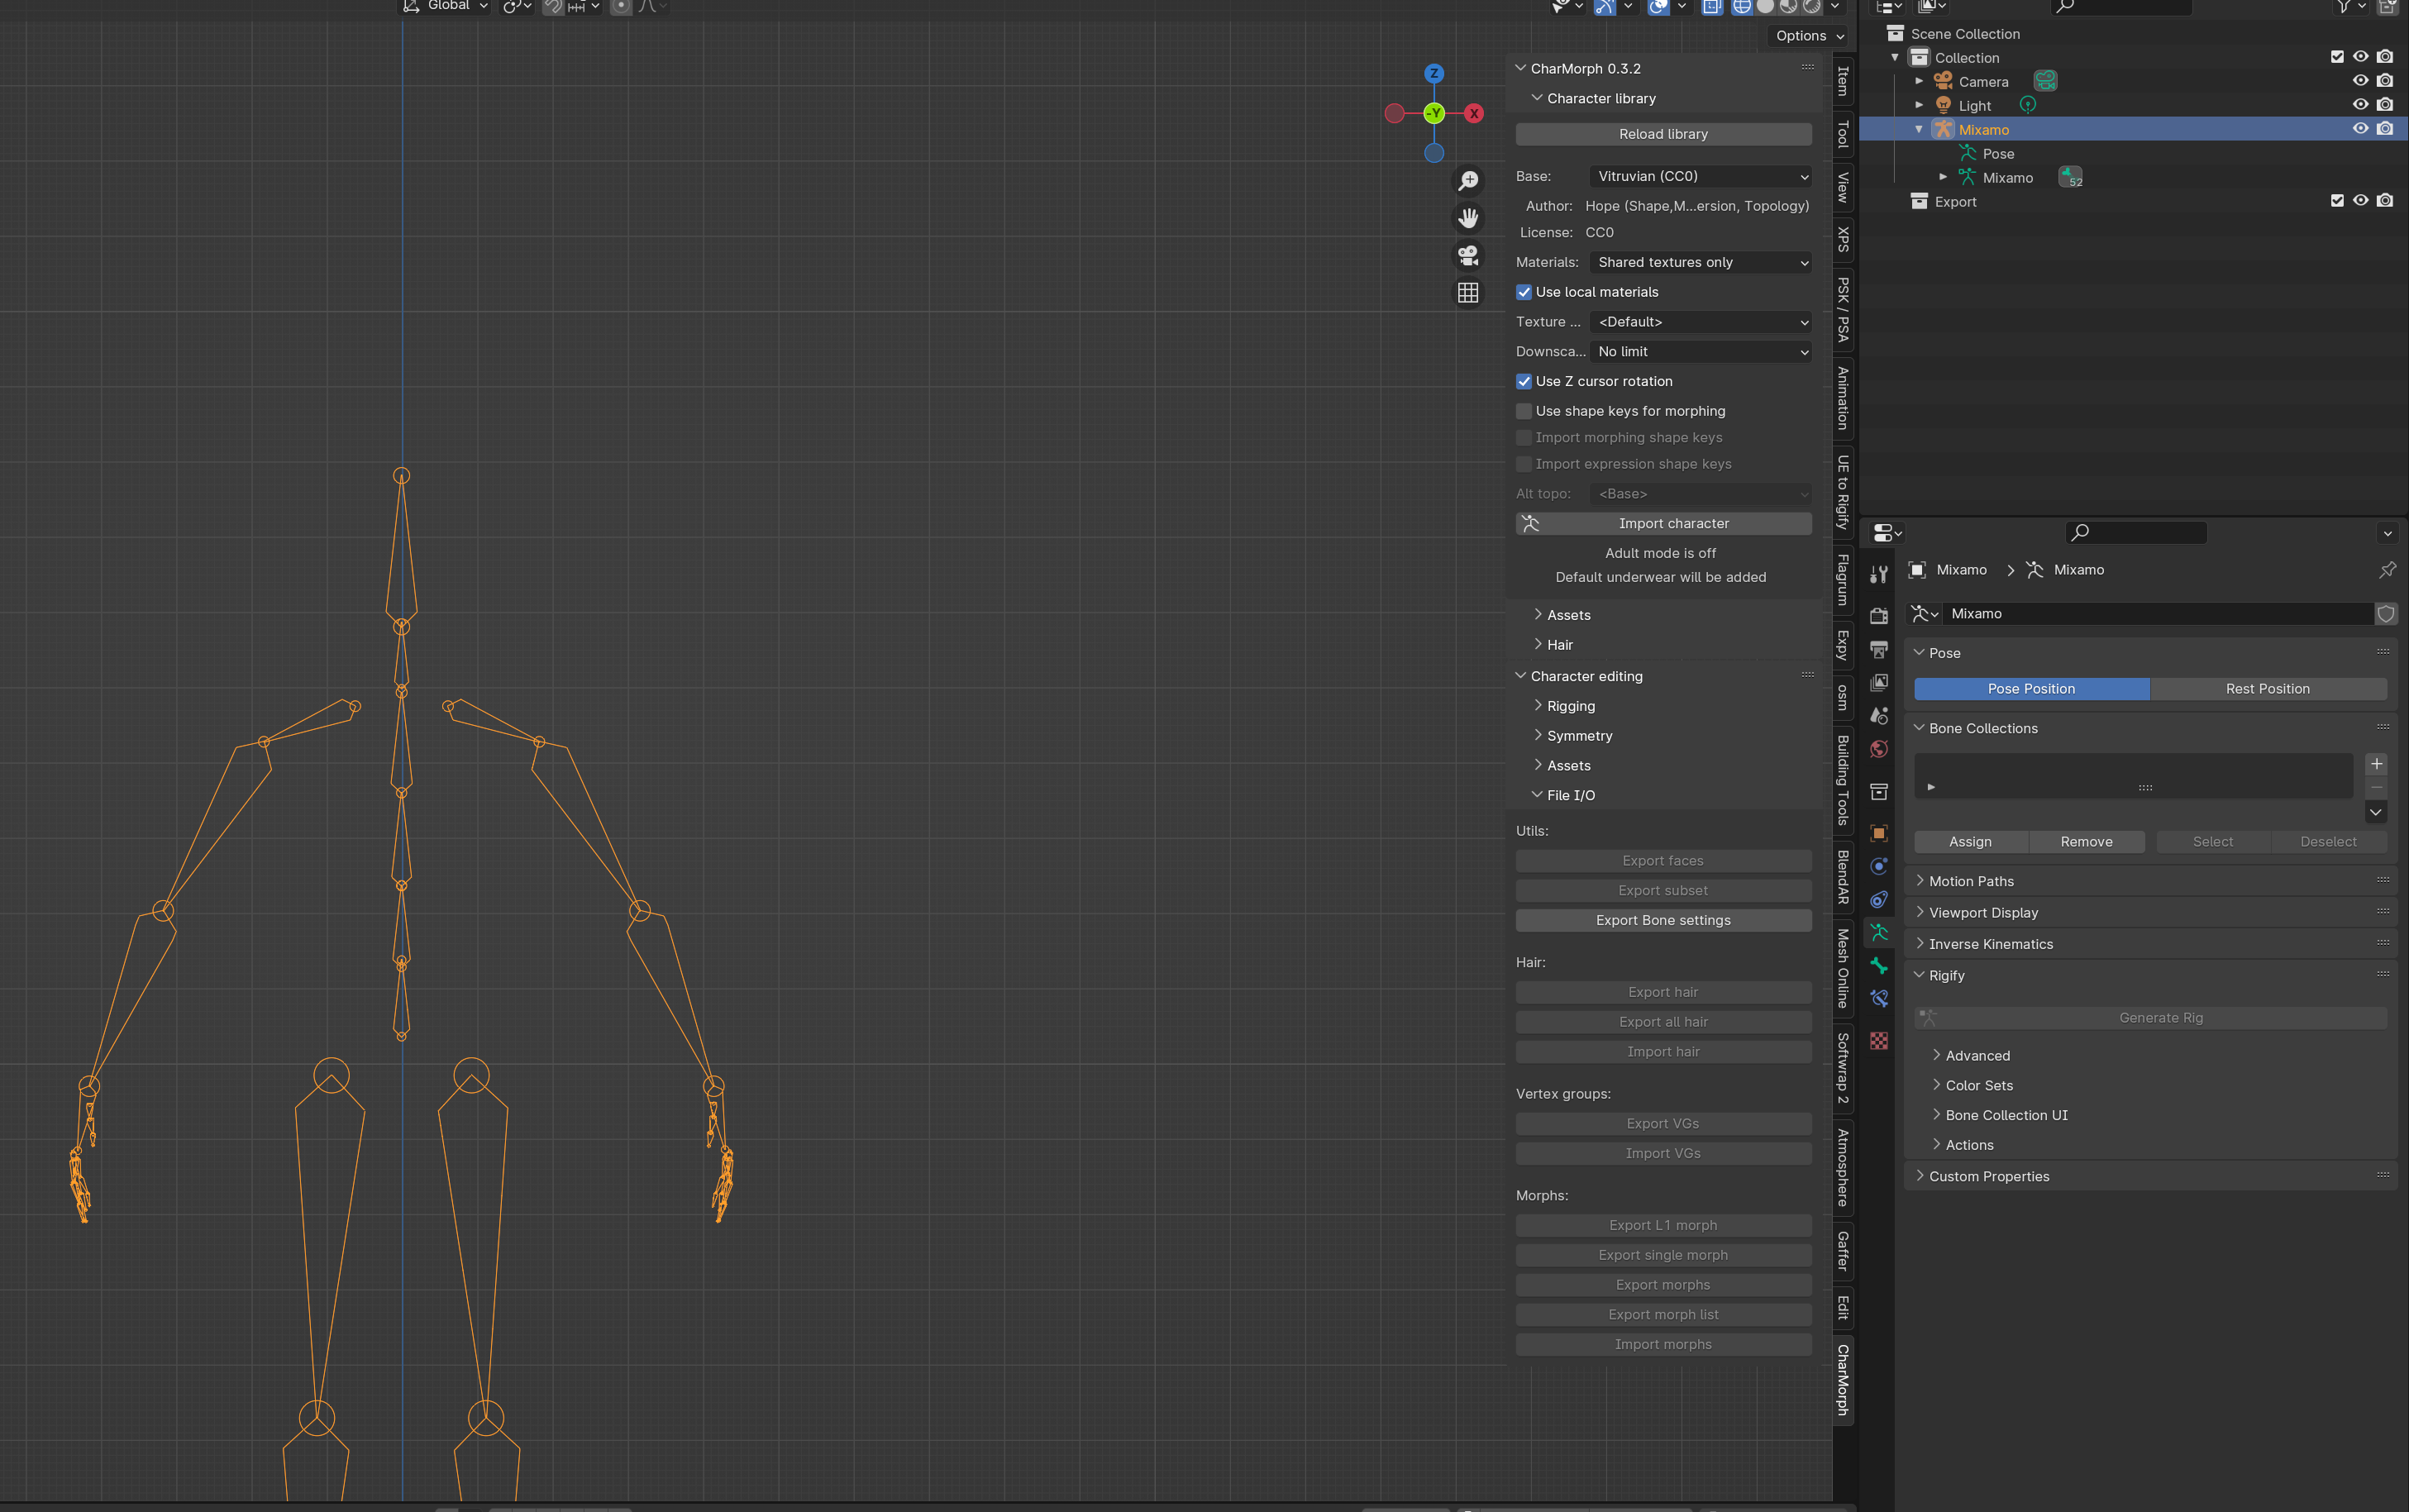 Global
Options
Z
-Y
X
CharMorph 0.3.2
Character library
Reload library
Base: Vitruvian (CC0)
Author: Hope (Shape,M...ersion, Topology)
License: CC0
Materials: Shared textures only
Use local materials
Texture ... <Default>
Downsca... No limit
Use Z cursor rotation
Use shape keys for morphing
Import morphing shape keys
Import expression shape keys
Alt topo: <Base>
Import character
Adult mode is off
Default underwear will be added
Assets
Hair
Character editing
Rigging
Symmetry
Assets
File I/O
Utils:
Export faces
Export subset
Export Bone settings
Hair:
Export hair
Export all hair
Import hair
Vertex groups:
Export VGs
Import VGs
Morphs:
Export L1 morph
Export single morph
Export morphs
Export morph list
Import morphs
Item
Tool
View
XPS
PSK / PSA
Animation
UE to Rigify
Flagrum
Expy
osm
Building Tools
BlendAR
Mesh Online
Softwrap 2
Atmosphere
Gaffer
Edit
CharMorph
Scene Collection
Collection
Camera
Light
Mixamo
Pose
Mixamo 52
Export
Mixamo > Mixamo
Mixamo
Pose
Pose Position Rest Position
Bone Collections
Assign Remove Select Deselect
Motion Paths
Viewport Display
Inverse Kinematics
Rigify
Generate Rig
Advanced
Color Sets
Bone Collection UI
Actions
Custom Properties